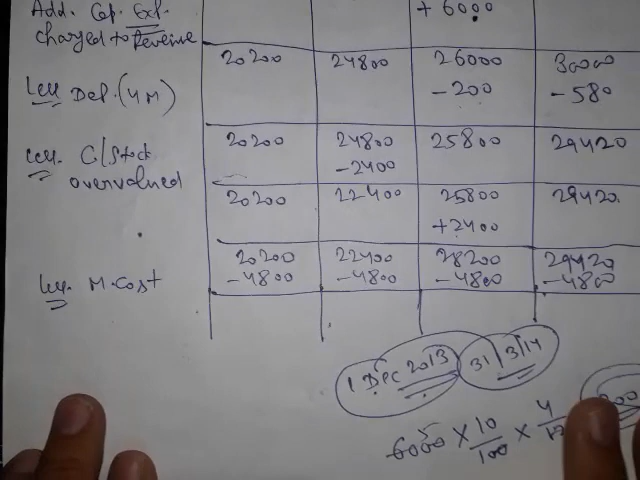 Add. Cap. Exp. + 6000
charged to Revenue
20200 24800 26000 30000
Less Dep. (4 M) - 200 - 580
20200 24800 25800 29420
Less. C/Stock - 2400
overvalued
20200 22400 25800 29420
+ 2400
20200 22400 28200 29420
Less. M. Cost - 4800 - 4800 - 4800 - 4800
1 Dec 2013 31/3/14
6000 × 10/100 × 4/12